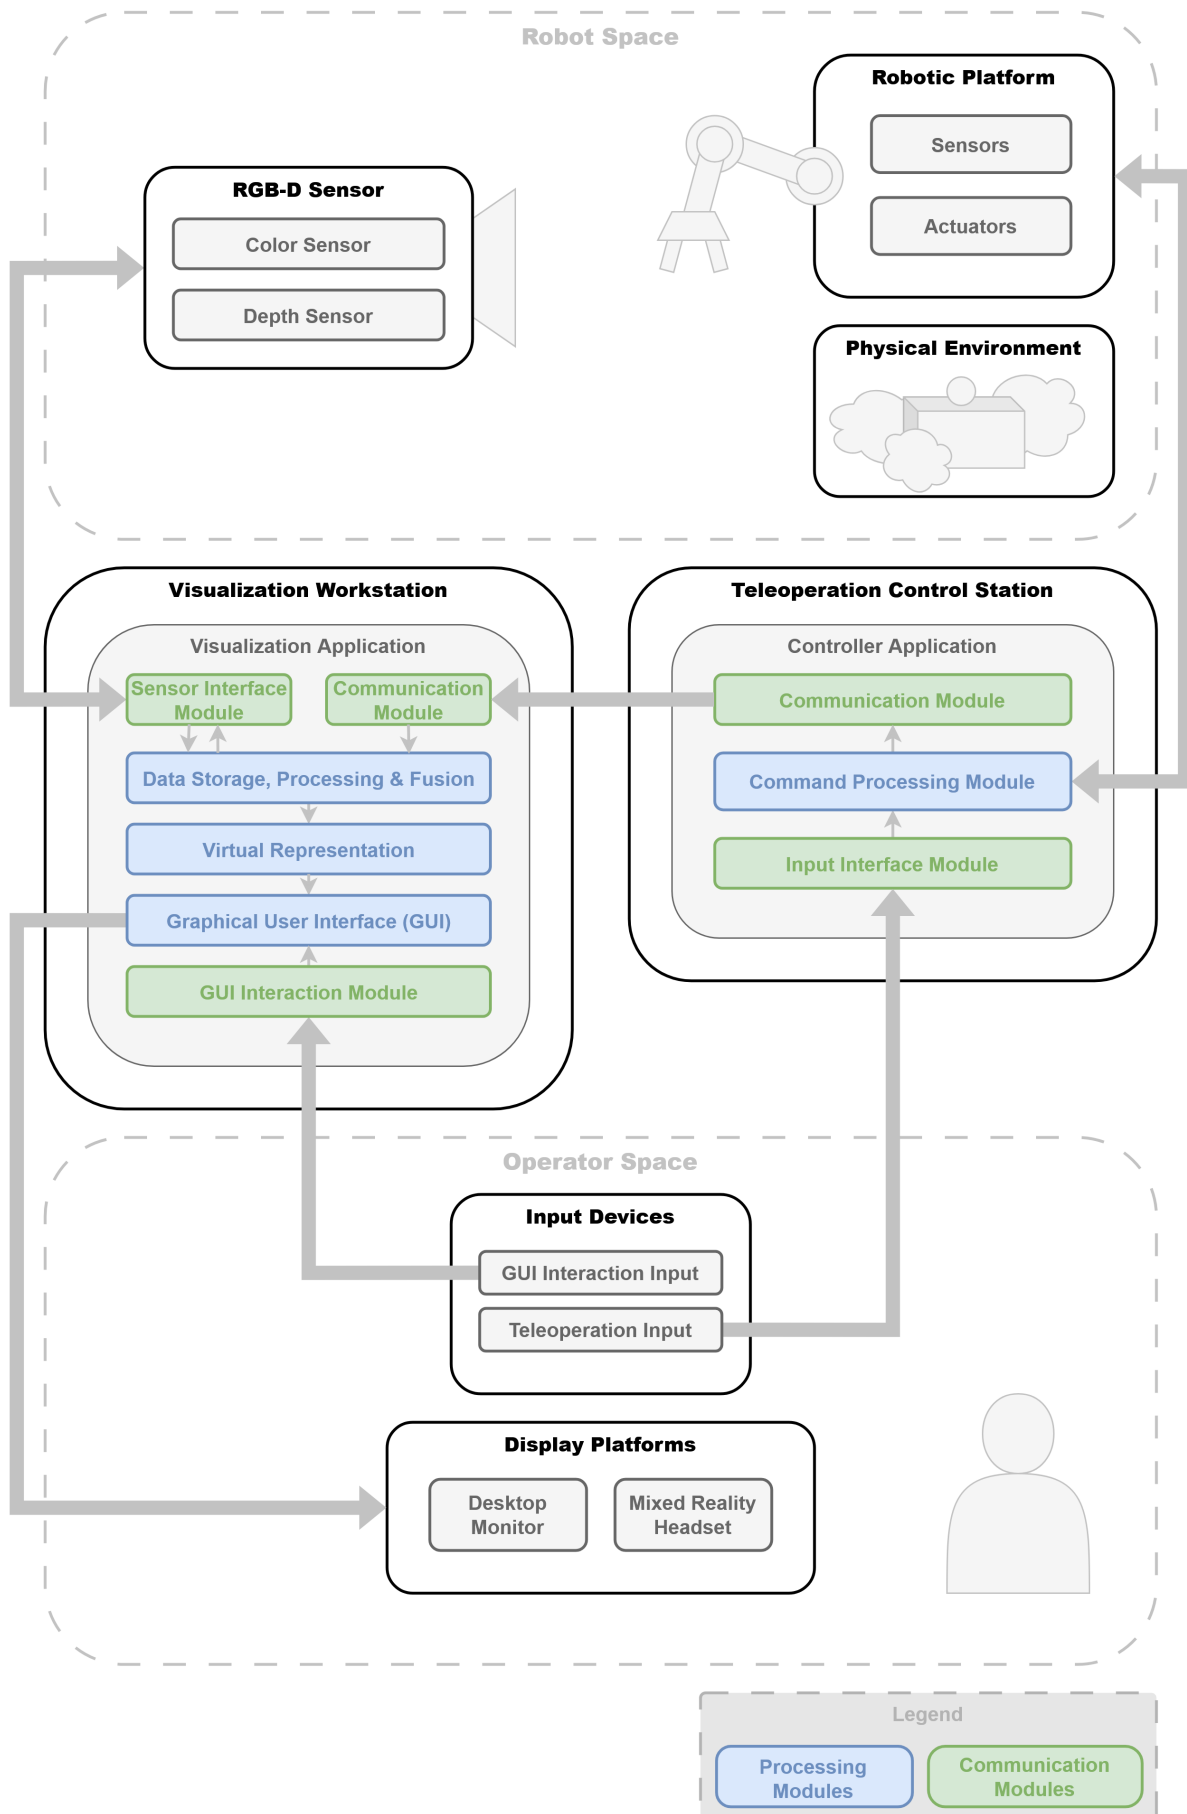 Robot Space
Robotic Platform
Sensors
Actuators
RGB-D Sensor
Color Sensor
Depth Sensor
Physical Environment
Visualization Workstation
Visualization Application
Sensor Interface
Module
Communication
Module
Data Storage, Processing & Fusion
Virtual Representation
Graphical User Interface (GUI)
GUI Interaction Module
Teleoperation Control Station
Controller Application
Communication Module
Command Processing Module
Input Interface Module
Operator Space
Input Devices
GUI Interaction Input
Teleoperation Input
Display Platforms
Desktop
Monitor
Mixed Reality
Headset
Legend
Processing
Modules
Communication
Modules